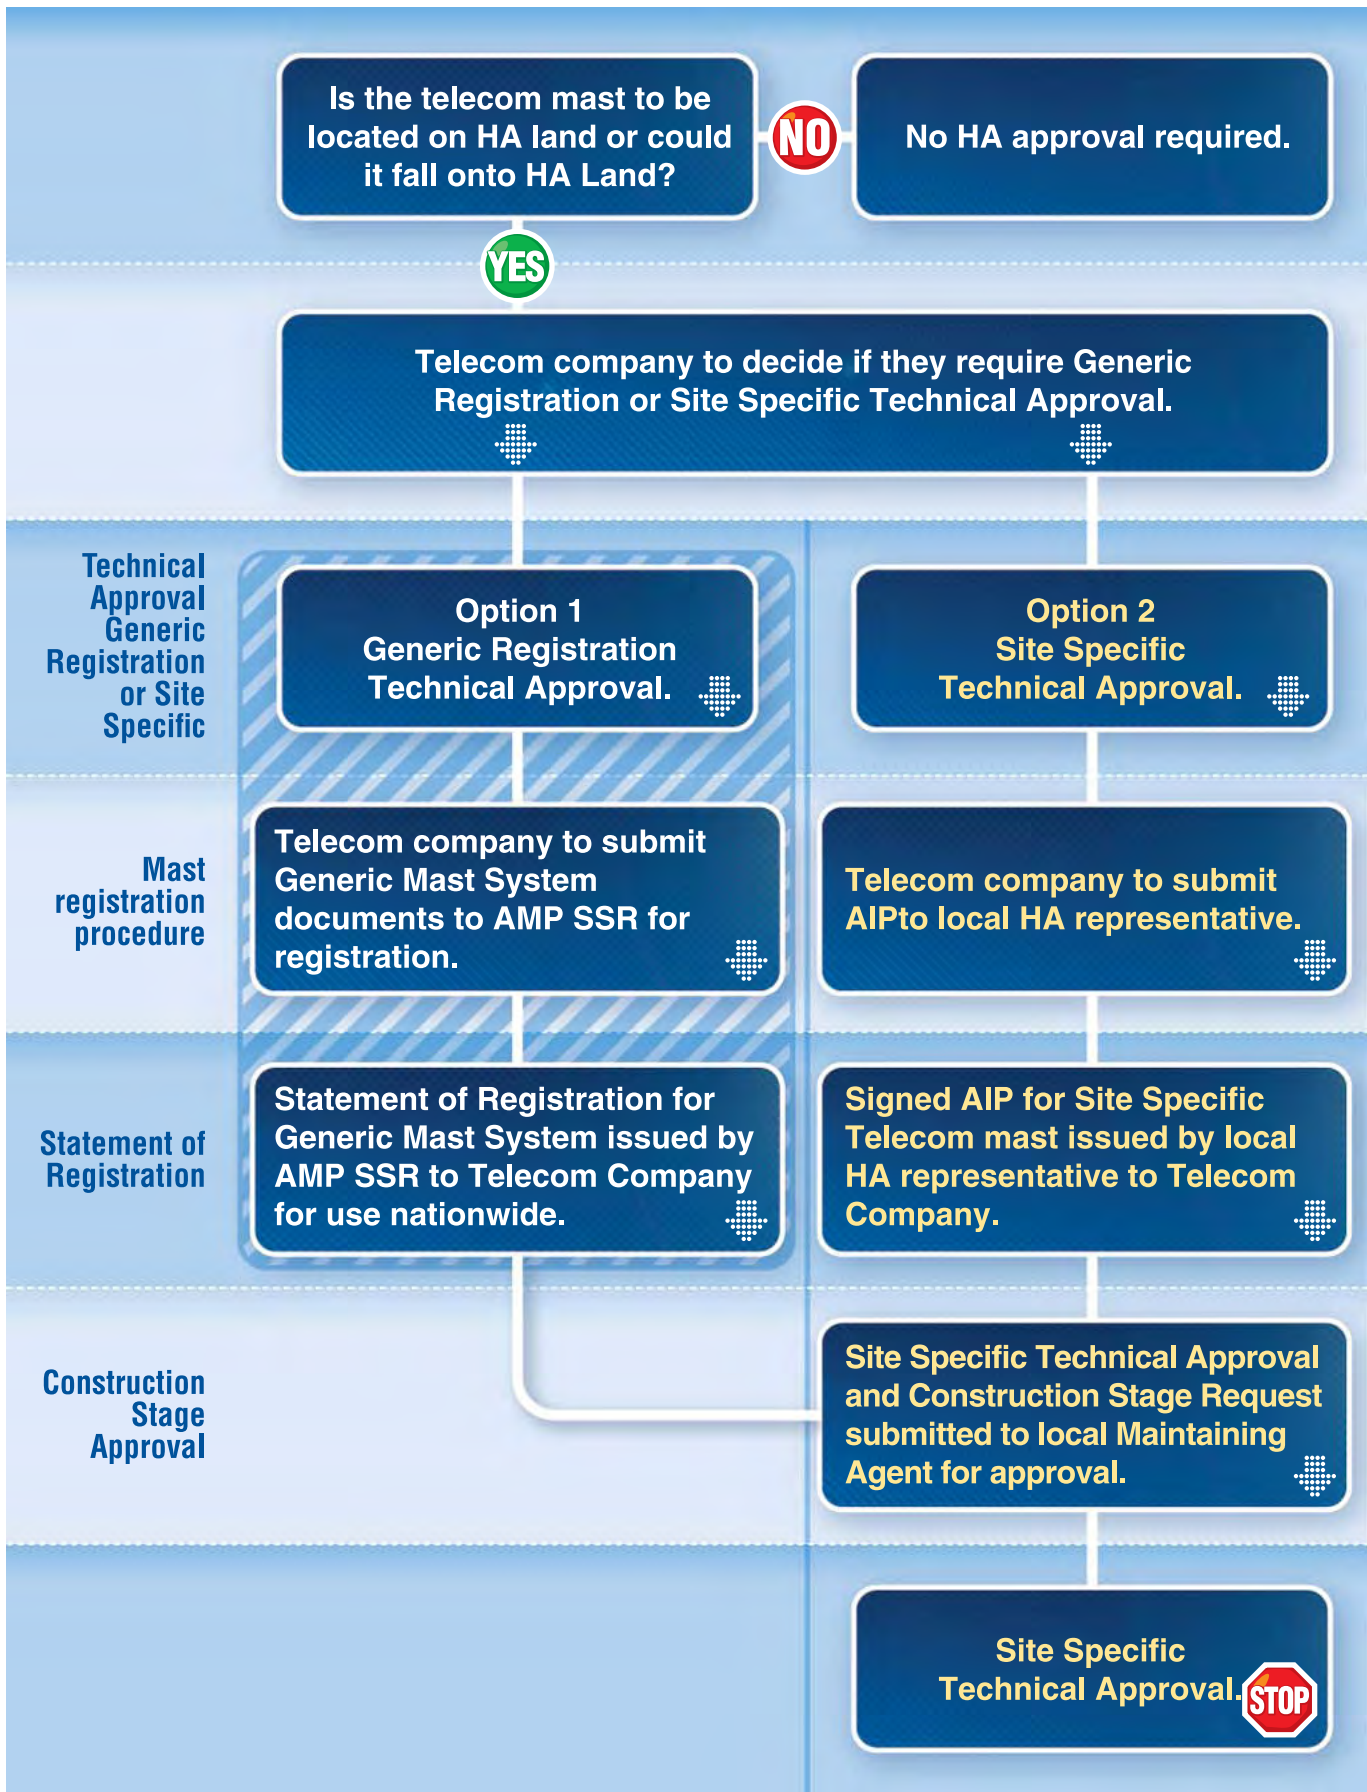 Is the telecom mast to be
located on HA land or could
it fall onto HA Land?
NO
No HA approval required.
YES
Telecom company to decide if they require Generic
Registration or Site Specific Technical Approval.
Technical
Approval
Generic
Registration
or Site
Specific
Option 1
Generic Registration
Technical Approval.
Option 2
Site Specific
Technical Approval.
Mast
registration
procedure
Telecom company to submit
Generic Mast System
documents to AMP SSR for
registration.
Telecom company to submit
AIPto local HA representative.
Statement of
Registration
Statement of Registration for
Generic Mast System issued by
AMP SSR to Telecom Company
for use nationwide.
Signed AIP for Site Specific
Telecom mast issued by local
HA representative to Telecom
Company.
Construction
Stage
Approval
Site Specific Technical Approval
and Construction Stage Request
submitted to local Maintaining
Agent for approval.
Site Specific
Technical Approval.
STOP